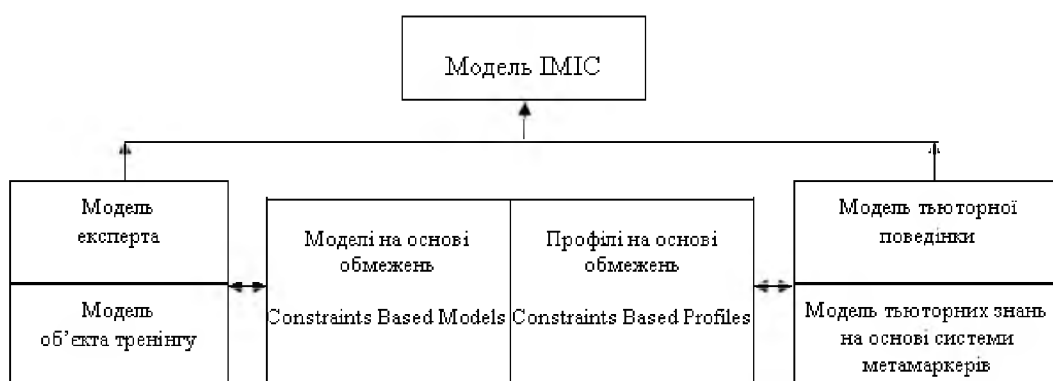 Модель ІМІС
Модель
експерта
Модель
об’єкта тренінгу
Моделі на основі
обмежень
Constraints Based Models
Профілі на основі
обмежень
Constraints Based Profiles
Модель тьюторної
поведінки
Модель тьюторних знань
на основі системи
метамаркерів